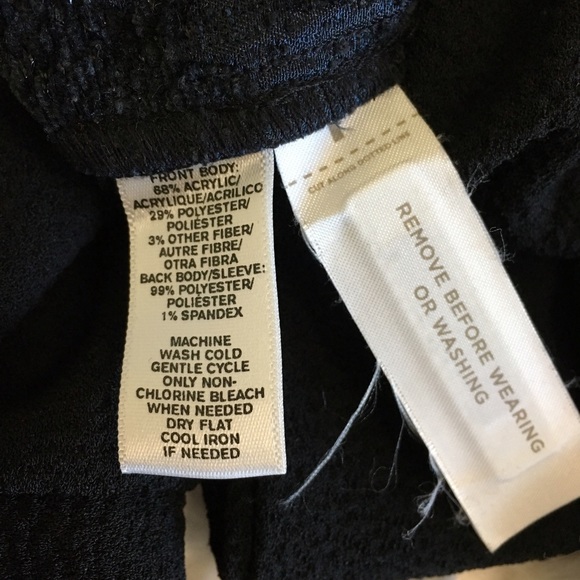 FRONT BODY:
68% ACRYLIC/
ACRYLIQUE/ACRILICO
29% POLYESTER/
POLIÉSTER
3% OTHER FIBER/
AUTRE FIBRE/
OTRA FIBRA
BACK BODY/SLEEVE:
99% POLYESTER/
POLIÉSTER
1% SPANDEX
MACHINE
WASH COLD
GENTLE CYCLE
ONLY NON-
CHLORINE BLEACH
WHEN NEEDED
DRY FLAT
COOL IRON
IF NEEDED
CUT ALONG DOTTED LINE
REMOVE BEFORE WEARING
OR WASHING